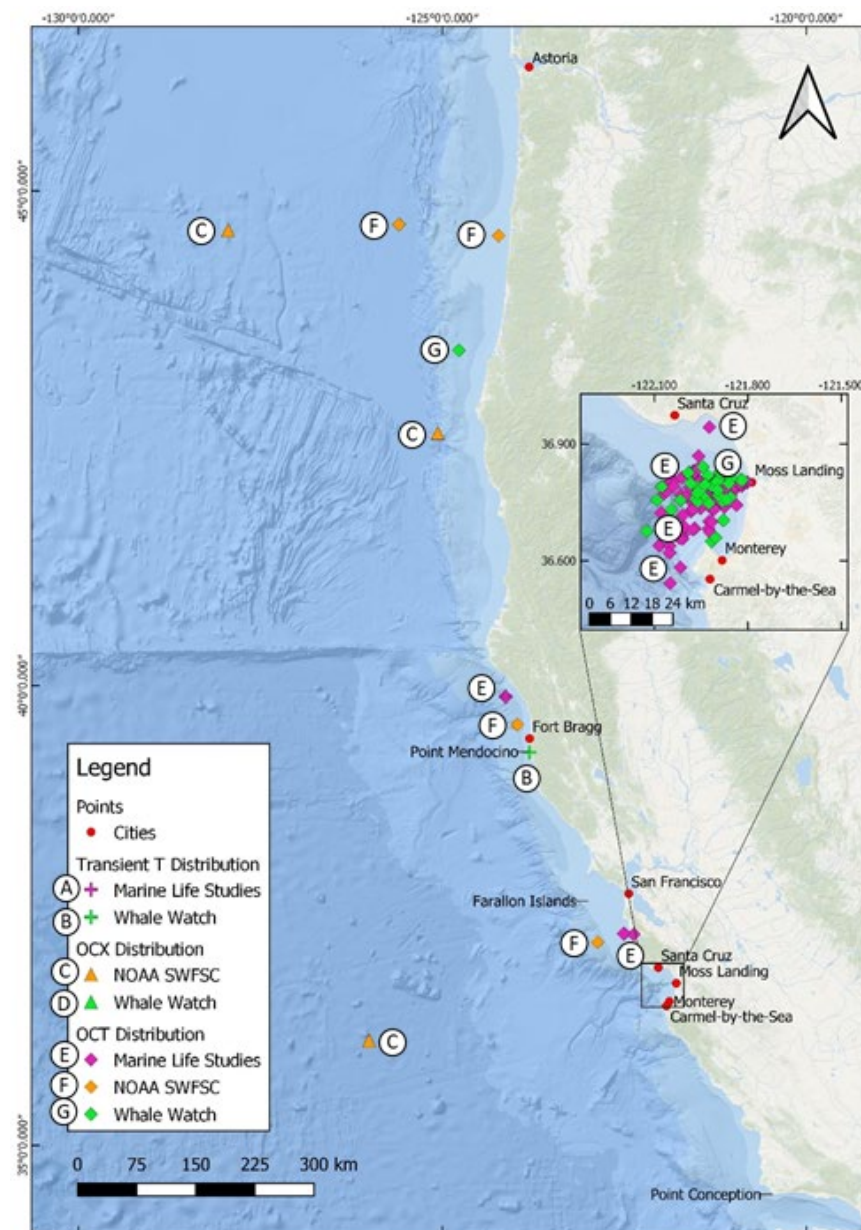 -130°0'0.000"
-125°0'0.000"
-120°0'0.000"
Astoria
45°0'0.000"
C
F
F
G
C
-122.100
-121.800
-121.500
Santa Cruz
E
36.900
E
G
Moss Landing
E
36.600
Monterey
E
Carmel-by-the-Sea
0 6 12 18 24 km
40°0'0.000"
E
F
Fort Bragg
Point Mendocino
B
Legend
Points
Cities
Transient T Distribution
A Marine Life Studies
B Whale Watch
OCX Distribution
C NOAA SWFSC
D Whale Watch
OCT Distribution
E Marine Life Studies
F NOAA SWFSC
G Whale Watch
San Francisco
Farallon Islands
F
E
Santa Cruz
Moss Landing
Monterey
Carmel-by-the-Sea
C
35°0'0.000"
0 75 150 225 300 km
Point Conception